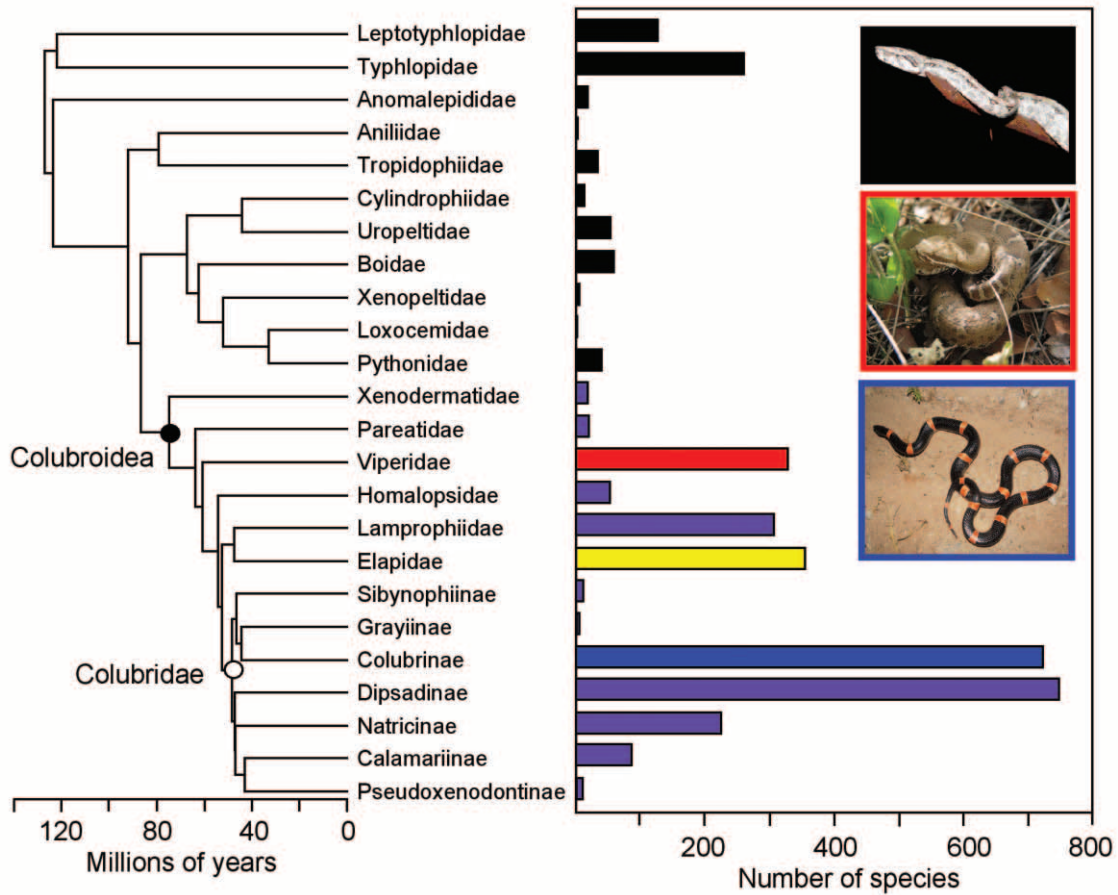 Leptotyphlopidae
Typhlopidae
Anomalepididae
Aniliidae
Tropidophiidae
Cylindrophiidae
Uropeltidae
Boidae
Xenopeltidae
Loxocemidae
Pythonidae
Xenodermatidae
Pareatidae
Colubroidea
Viperidae
Homalopsidae
Lamprophiidae
Elapidae
Sibynophiinae
Grayiinae
Colubrinae
Colubridae
Dipsadinae
Natricinae
Calamariinae
Pseudoxenodontinae
120 80 40 0
Millions of years
200 400 600 800
Number of species